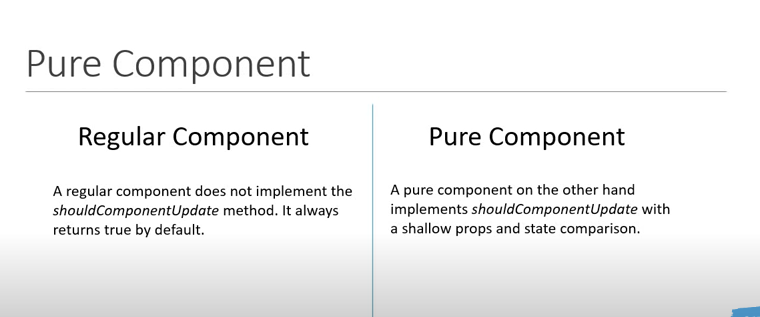 Pure Component
Regular Component
A regular component does not implement the
shouldComponentUpdate method. It always
returns true by default.
Pure Component
A pure component on the other hand
implements shouldComponentUpdate with
a shallow props and state comparison.